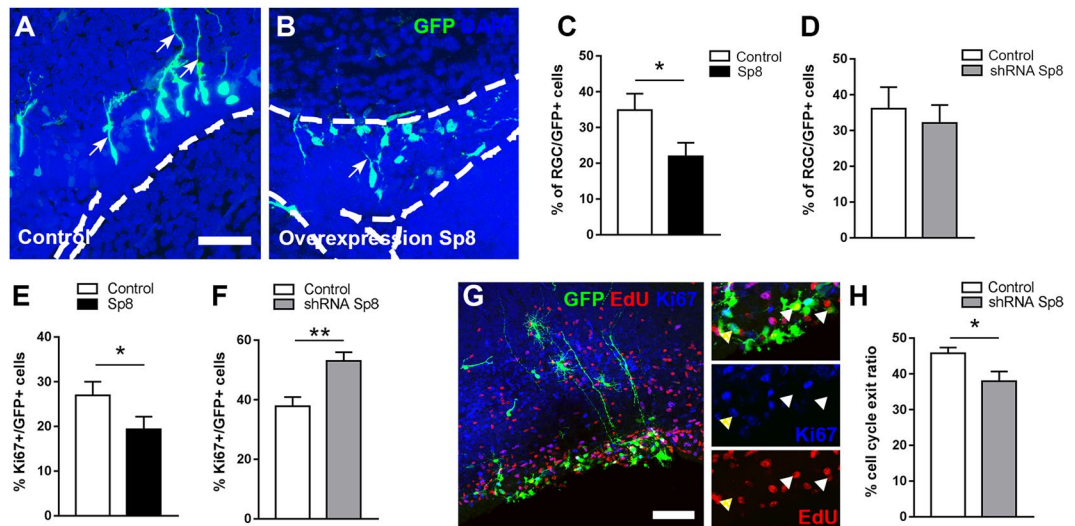 A
GFP DAPI
Control
B
Overexpression Sp8
C
Control
Sp8
*
% of RGC/GFP+ cells
50
40
30
20
10
0
D
Control
shRNA Sp8
% of RGC/GFP+ cells
50
40
30
20
10
0
E
Control
Sp8
*
% Ki67+/GFP+ cells
40
30
20
10
0
F
Control
shRNA Sp8
**
% Ki67+/GFP+ cells
60
40
20
0
G
GFP EdU Ki67
Ki67
EdU
H
Control
shRNA Sp8
*
% cell cycle exit ratio
50
40
30
20
10
0